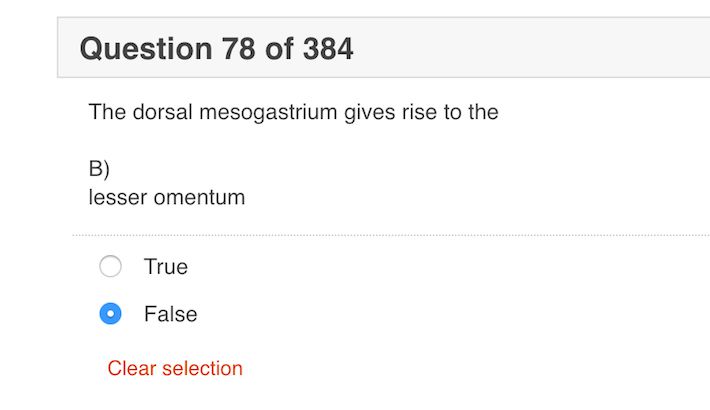 Question 78 of 384
The dorsal mesogastrium gives rise to the
B)
lesser omentum
True
False
Clear selection